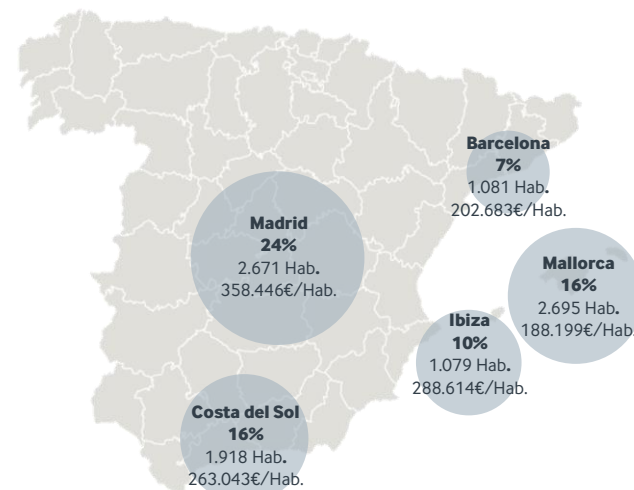 Barcelona
7%
1.081 Hab.
202.683€/Hab.
Madrid
24%
2.671 Hab.
358.446€/Hab.
Mallorca
16%
2.695 Hab.
188.199€/Hab.
Ibiza
10%
1.079 Hab.
288.614€/Hab.
Costa del Sol
16%
1.918 Hab.
263.043€/Hab.